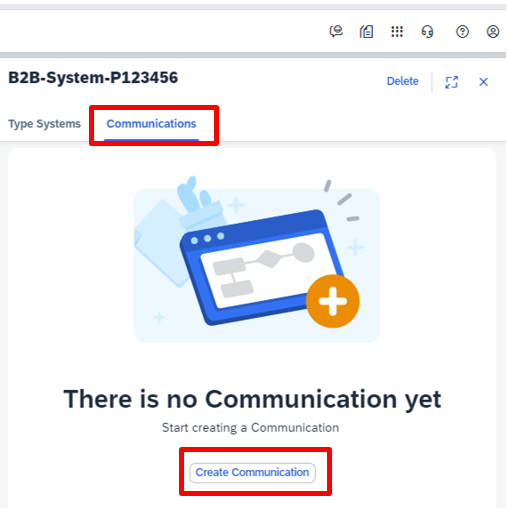 B2B-System-P123456
Delete
Type Systems
Communications
There is no Communication yet
Start creating a Communication
Create Communication